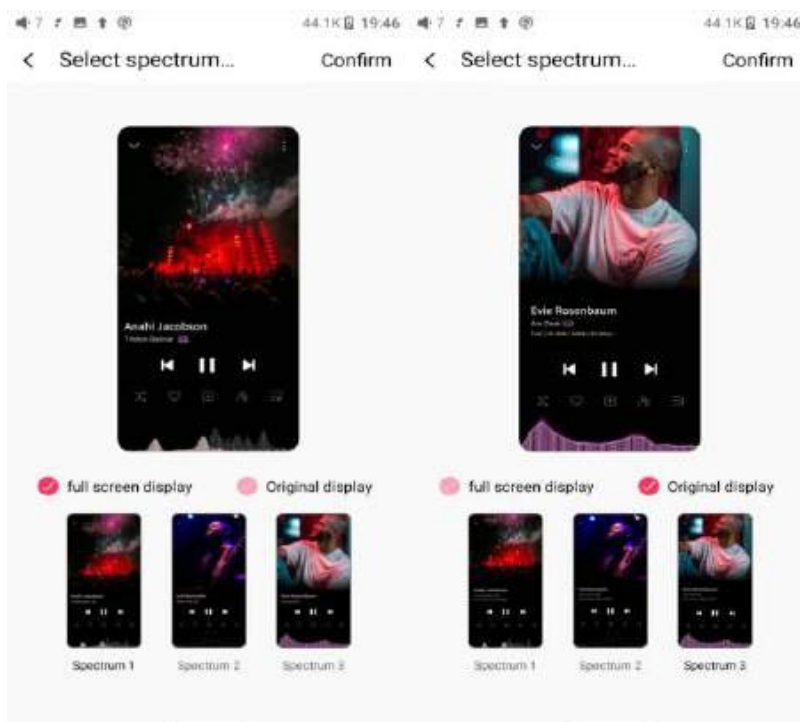 7 44.1K 19:46
Select spectrum... Confirm
Anahi Jacobson
full screen display Original display
Spectrum 1 Spectrum 2 Spectrum 3
7 44.1K 19:46
Select spectrum... Confirm
Evie Rosenbaum
full screen display Original display
Spectrum 1 Spectrum 2 Spectrum 3